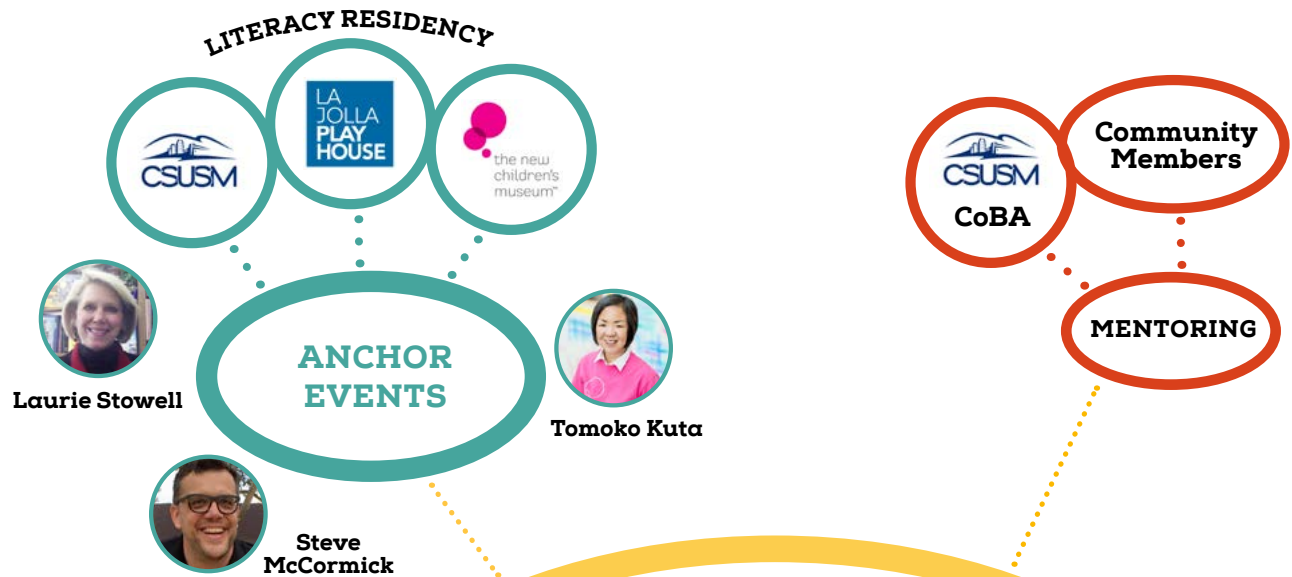 LITERACY RESIDENCY
CSUSM
LA
JOLLA
PLAY
HOUSE
the new
children's
museum™
CSUSM
CoBA
Community
Members
MENTORING
ANCHOR
EVENTS
Laurie Stowell
Tomoko Kuta
Steve
McCormick